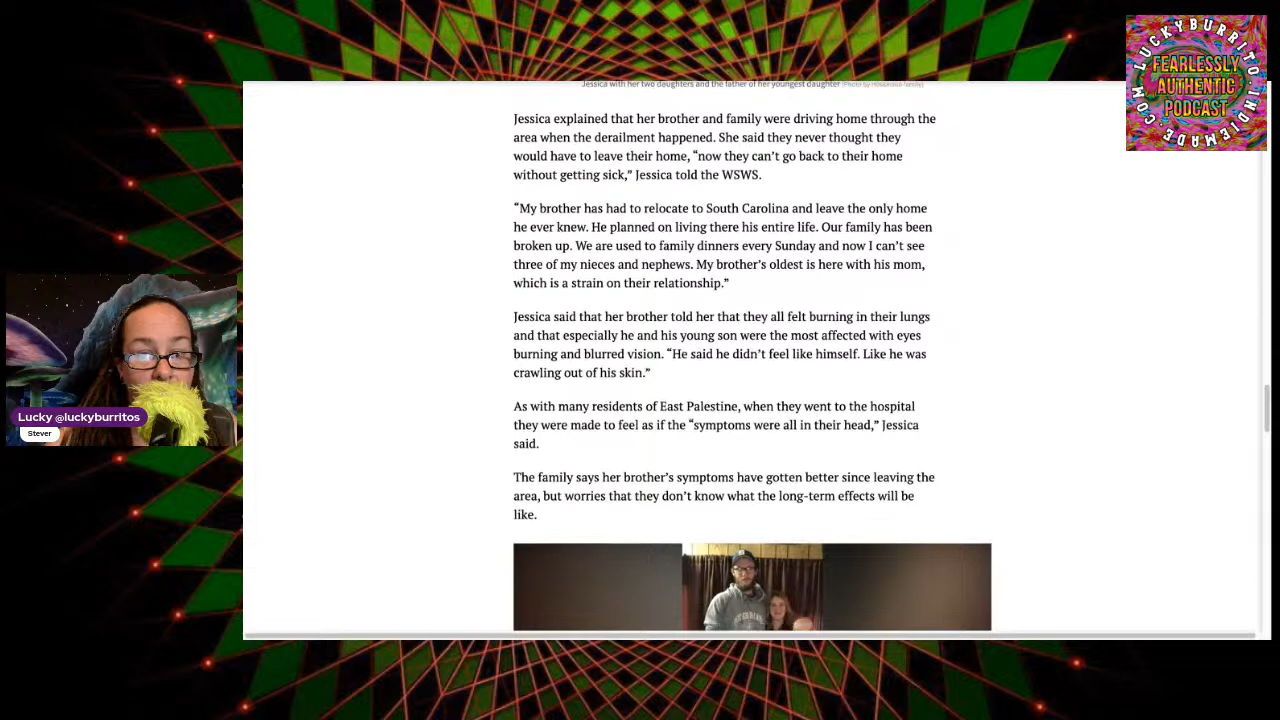 Jessica with her two daughters and the father of her youngest daughter
Jessica explained that her brother and family were driving home through the
area when the derailment happened. She said they never thought they
would have to leave their home, “now they can’t go back to their home
without getting sick,” Jessica told the WSWS.
“My brother has had to relocate to South Carolina and leave the only home
he ever knew. He planned on living there his entire life. Our family has been
broken up. We are used to family dinners every Sunday and now I can’t see
three of my nieces and nephews. My brother’s oldest is here with his mom,
which is a strain on their relationship.”
Jessica said that her brother told her that they all felt burning in their lungs
and that especially he and his young son were the most affected with eyes
burning and blurred vision. “He said he didn’t feel like himself. Like he was
crawling out of his skin.”
As with many residents of East Palestine, when they went to the hospital
they were made to feel as if the “symptoms were all in their head,” Jessica
said.
The family says her brother’s symptoms have gotten better since leaving the
area, but worries that they don’t know what the long-term effects will be
like.
Lucky @luckyburritos
Stever
LUCKYBURRITO.INDIEMADE.COM
FEARLESSLY
AUTHENTIC
PODCAST